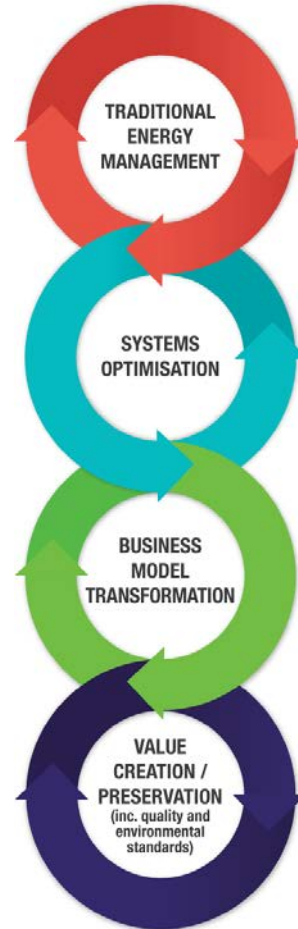 TRADITIONAL
ENERGY
MANAGEMENT
SYSTEMS
OPTIMISATION
BUSINESS
MODEL
TRANSFORMATION
VALUE
CREATION /
PRESERVATION
(inc. quality and
environmental
standards)